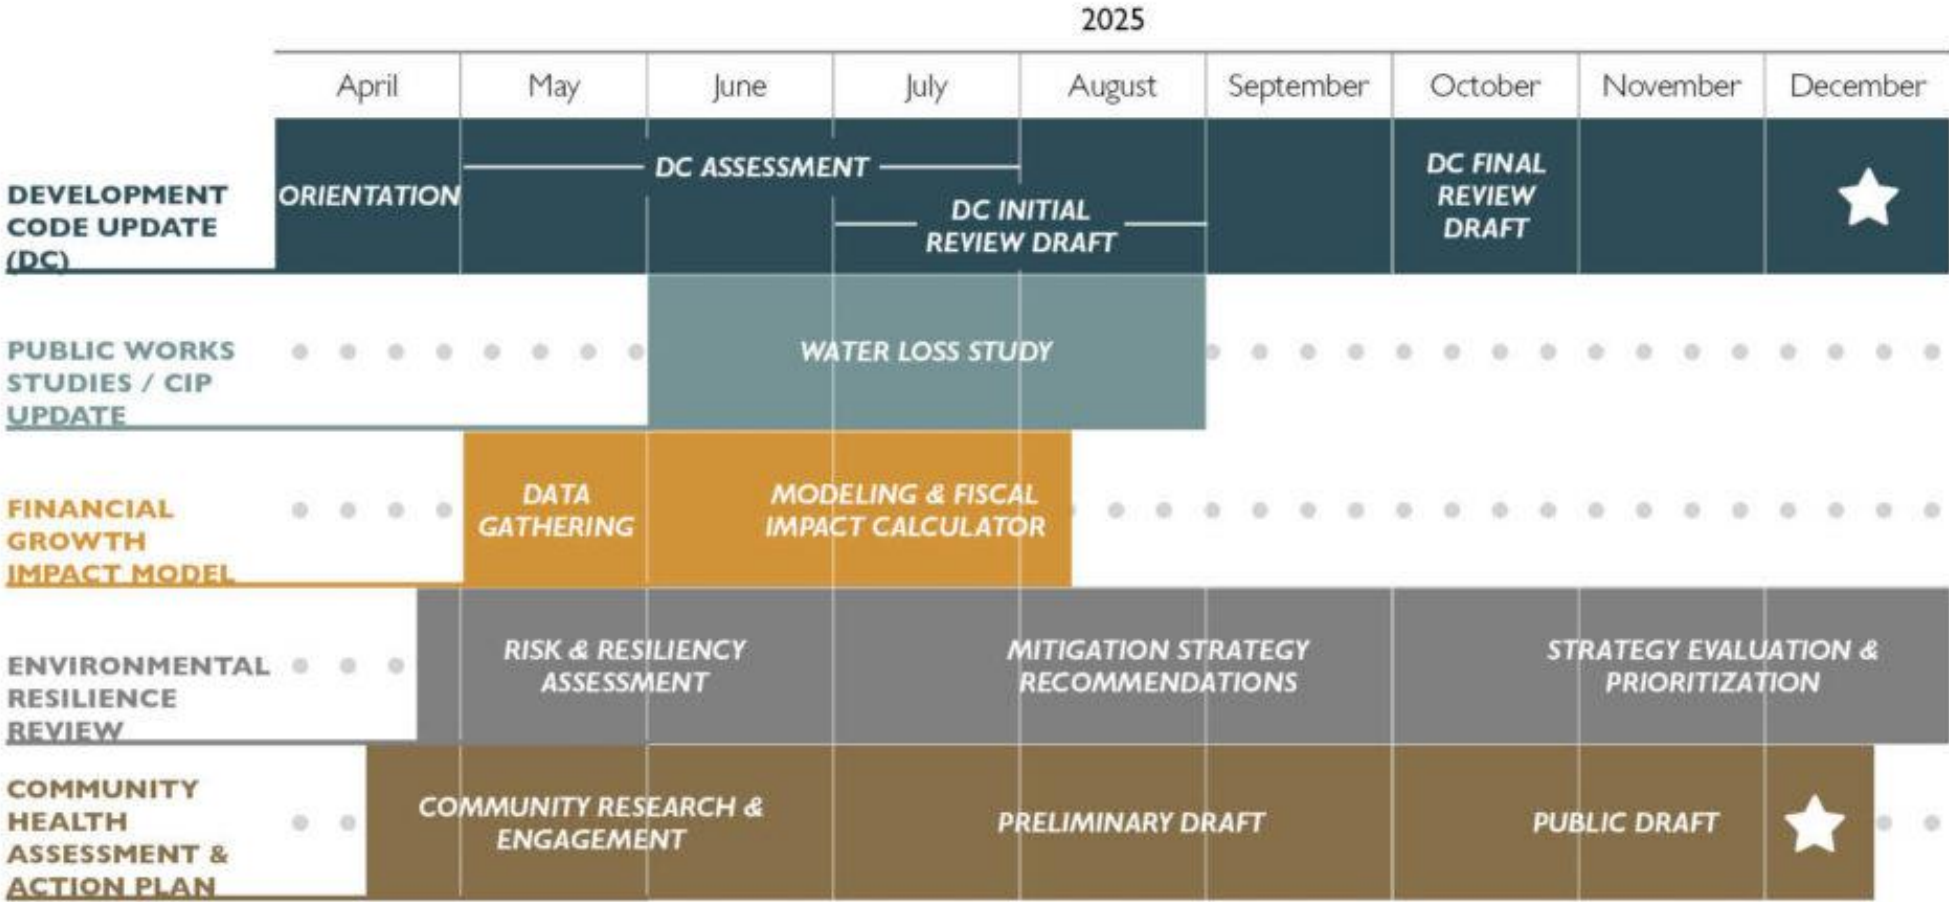 2025
April May June July August September October November December
DEVELOPMENT
CODE UPDATE
(DC)
ORIENTATION
DC ASSESSMENT
DC INITIAL
REVIEW DRAFT
DC FINAL
REVIEW
DRAFT
PUBLIC WORKS
STUDIES / CIP
UPDATE
WATER LOSS STUDY
FINANCIAL
GROWTH
IMPACT MODEL
DATA
GATHERING
MODELING & FISCAL
IMPACT CALCULATOR
ENVIRONMENTAL
RESILIENCE
REVIEW
RISK & RESILIENCY
ASSESSMENT
MITIGATION STRATEGY
RECOMMENDATIONS
STRATEGY EVALUATION &
PRIORITIZATION
COMMUNITY
HEALTH
ASSESSMENT &
ACTION PLAN
COMMUNITY RESEARCH &
ENGAGEMENT
PRELIMINARY DRAFT
PUBLIC DRAFT